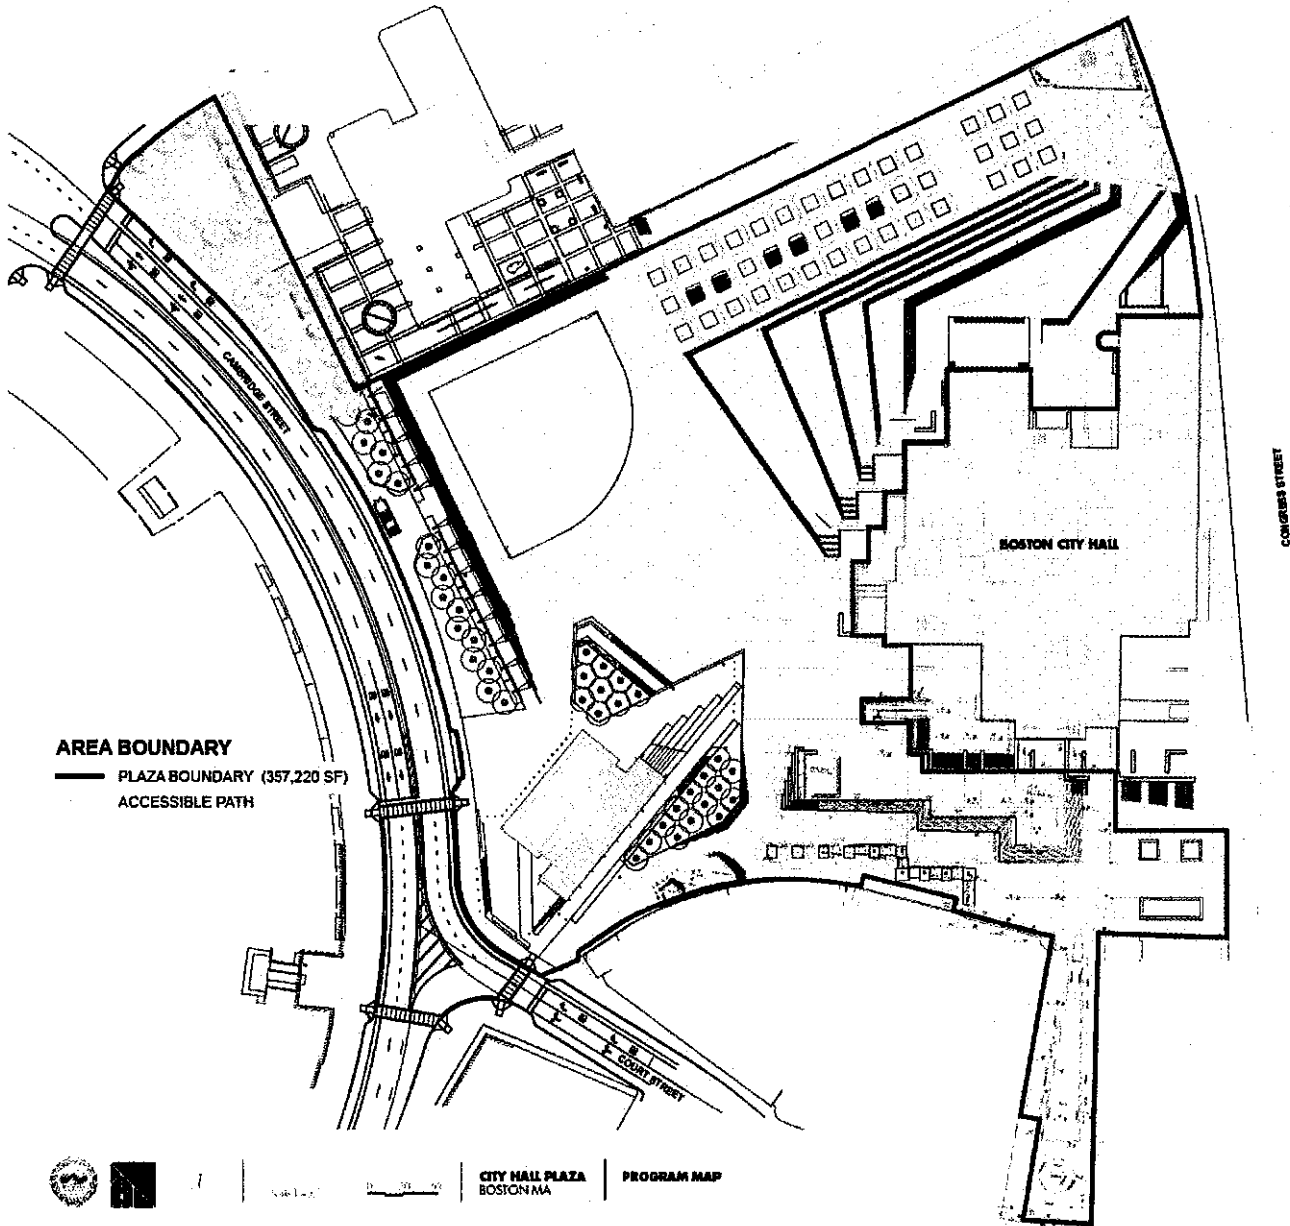 CAMBRIDGE STREET
CONGRESS STREET
BOSTON CITY HALL
AREA BOUNDARY
PLAZA BOUNDARY (357,220 SF)
ACCESSIBLE PATH
COURT STREET
CITY HALL PLAZA
BOSTON MA
PROGRAM MAP